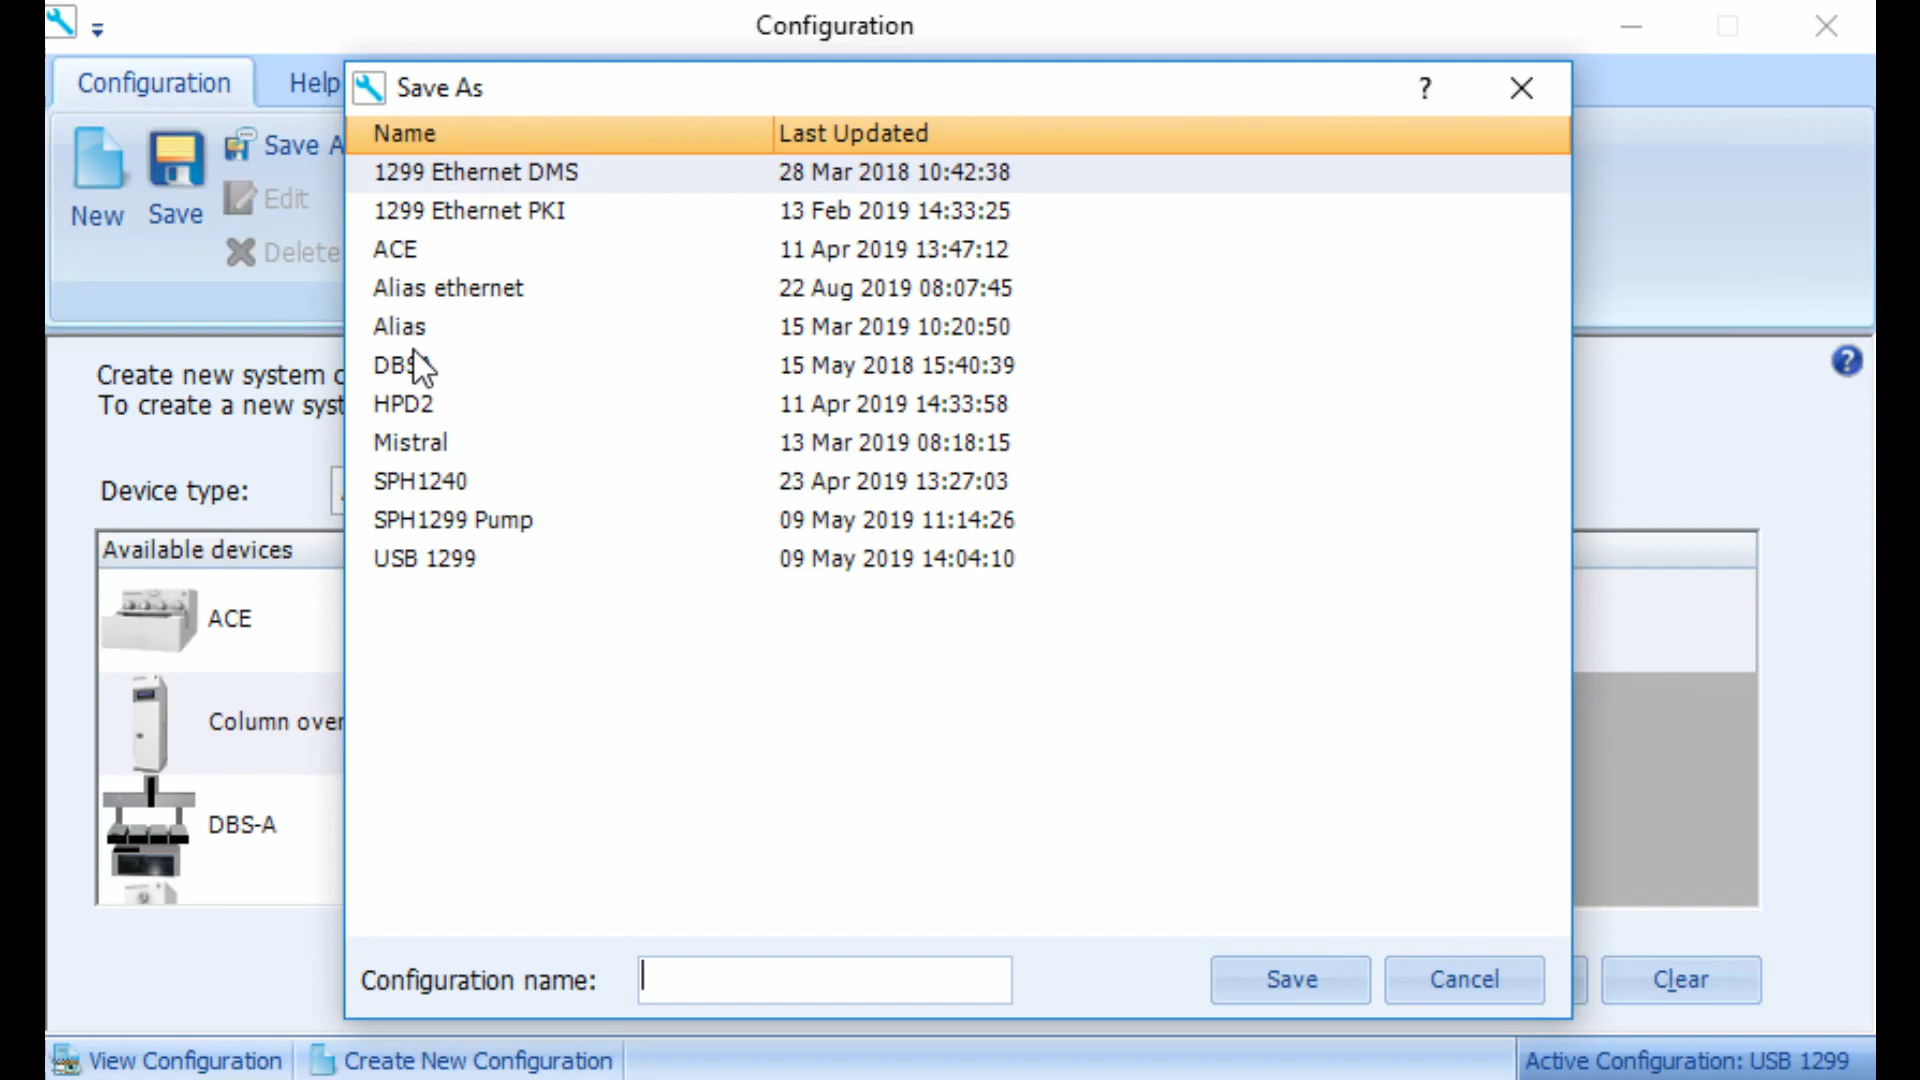 Configuration
Configuration
Help
Save As
?
New
Save
Save A
Edit
Delete
Name
Last Updated
1299 Ethernet DMS
28 Mar 2018 10:42:38
1299 Ethernet PKI
13 Feb 2019 14:33:25
ACE
11 Apr 2019 13:47:12
Alias ethernet
22 Aug 2019 08:07:45
Alias
15 Mar 2019 10:20:50
15 May 2018 15:40:39
HPD2
11 Apr 2019 14:33:58
Mistral
13 Mar 2019 08:18:15
SPH1240
23 Apr 2019 13:27:03
SPH1299 Pump
09 May 2019 11:14:26
USB 1299
09 May 2019 14:04:10
?
Create new system
To create a new
Device type:
Available devices
ACE
Column
DBS-A
Configuration name:
Save
Cancel
Clear
View Configuration
Create New Configuration
Active Configuration: USB 1299